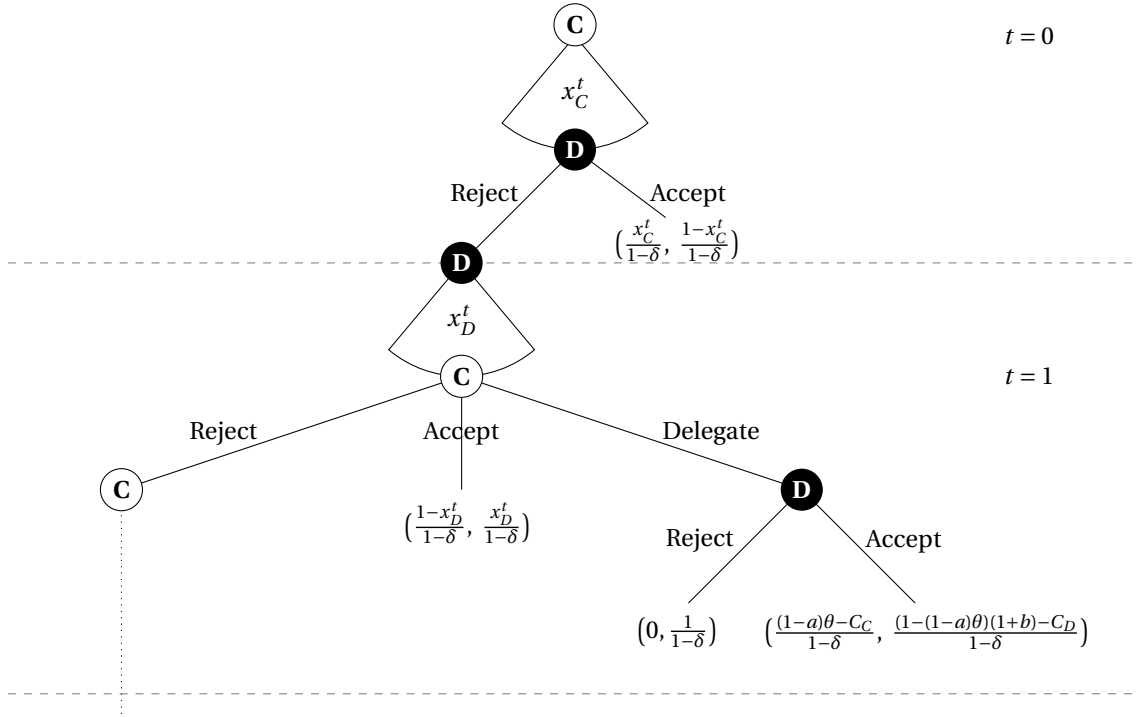 C
t = 0
x_C^t
D
Reject Accept
(x_C^t/(1−δ), (1−x_C^t)/(1−δ))
D
x_D^t
C
t = 1
Reject Accept Delegate
C
D
((1−x_D^t)/(1−δ), x_D^t/(1−δ))
Reject Accept
(0, 1/(1−δ)) (((1−a)θ−C_C)/(1−δ), ((1−(1−a)θ)(1+b)−C_D)/(1−δ))